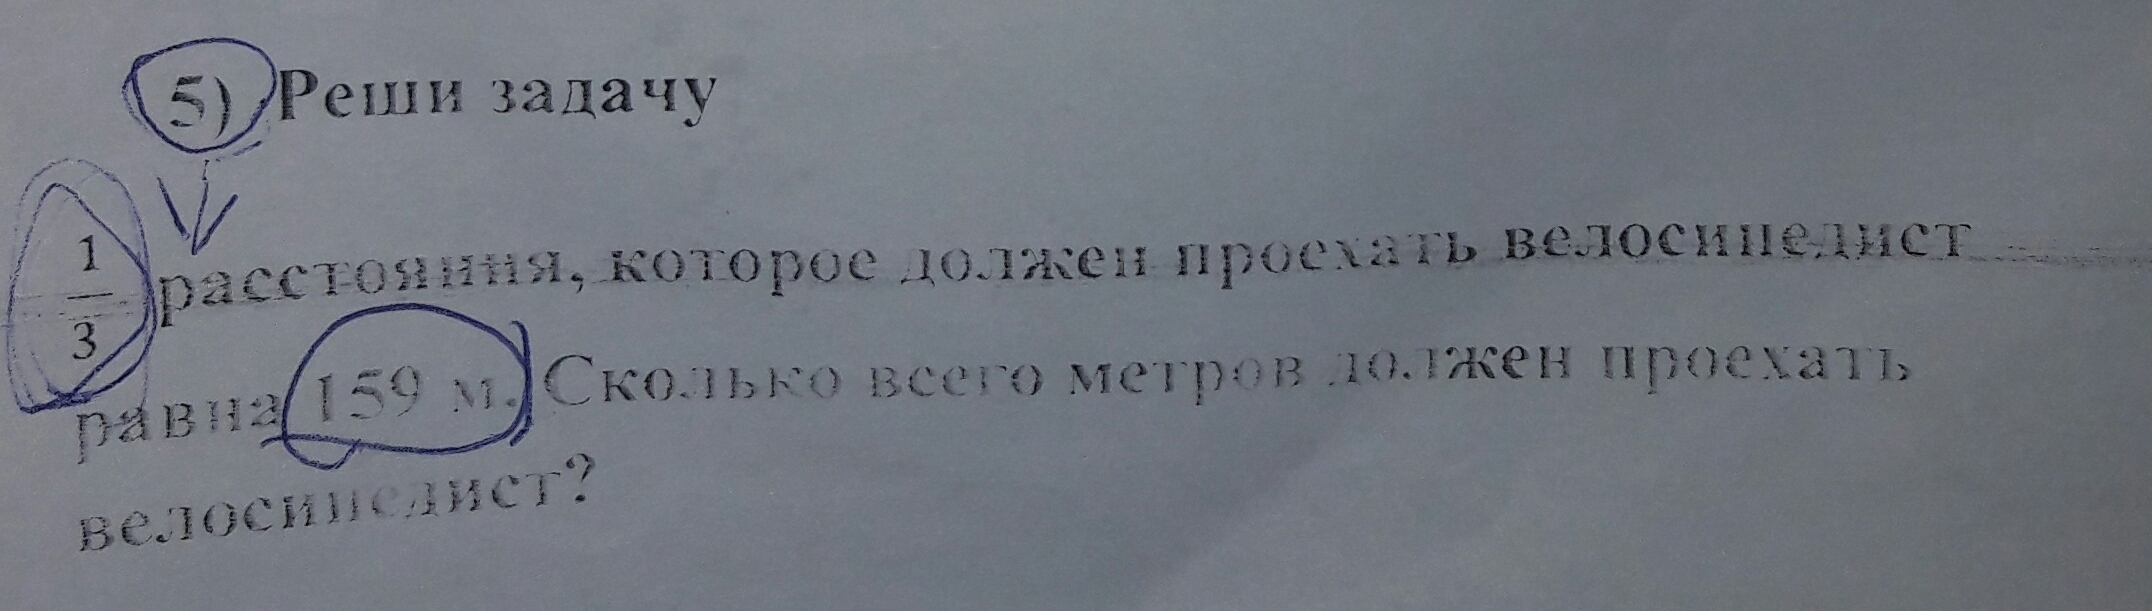 5) Реши задачу
1/3 расстояния, которое должен проехать велосипедист
равна 159 м. Сколько всего метров должен проехать
велосипедист?